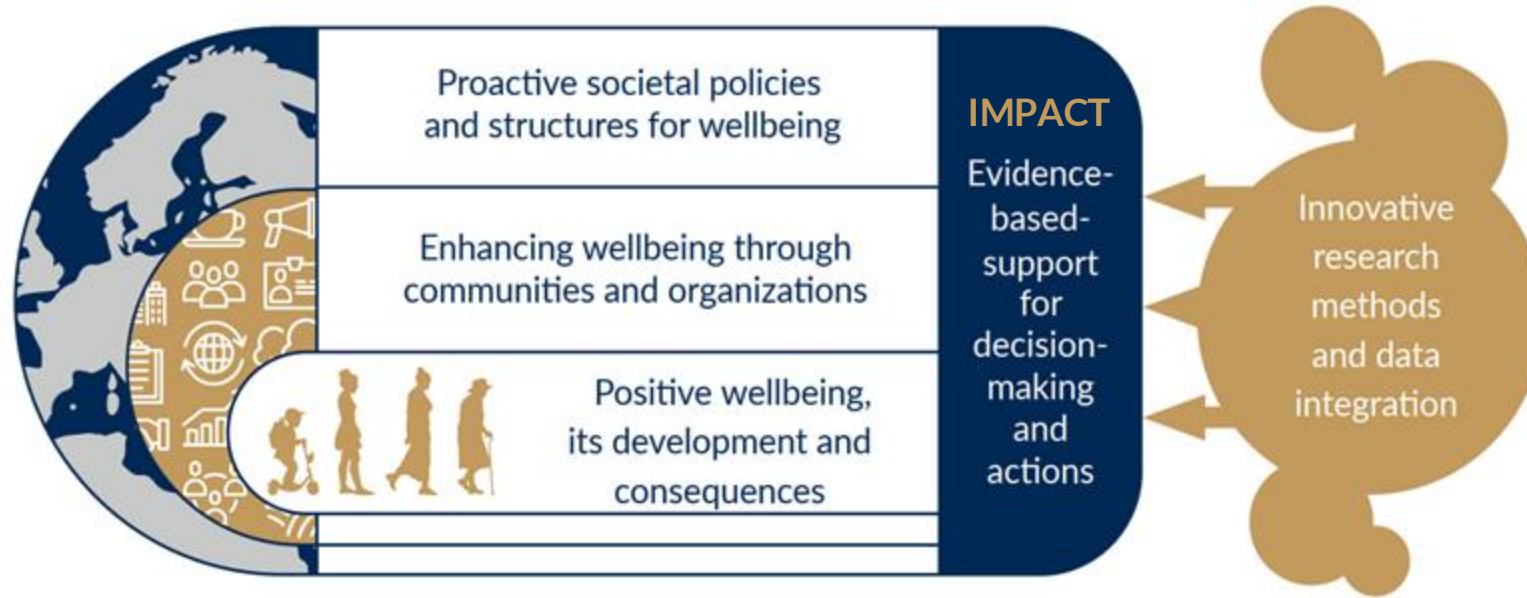 Proactive societal policies
and structures for wellbeing
Enhancing wellbeing through
communities and organizations
Positive wellbeing,
its development and
consequences
IMPACT
Evidence-
based-
support
for
decision-
making
and
actions
Innovative
research
methods
and data
integration